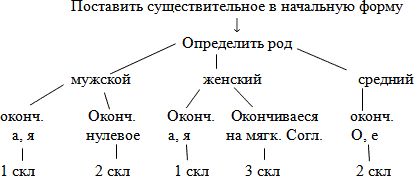 Поставить существительное в начальную форму
Определить род
мужской женский средний
оконч. Оконч. Оконч. Окончиваеся оконч.
а, я нулевое а, я на мягк. Согл. О, е
1 скл 2 скл 1 скл 3 скл 2 скл